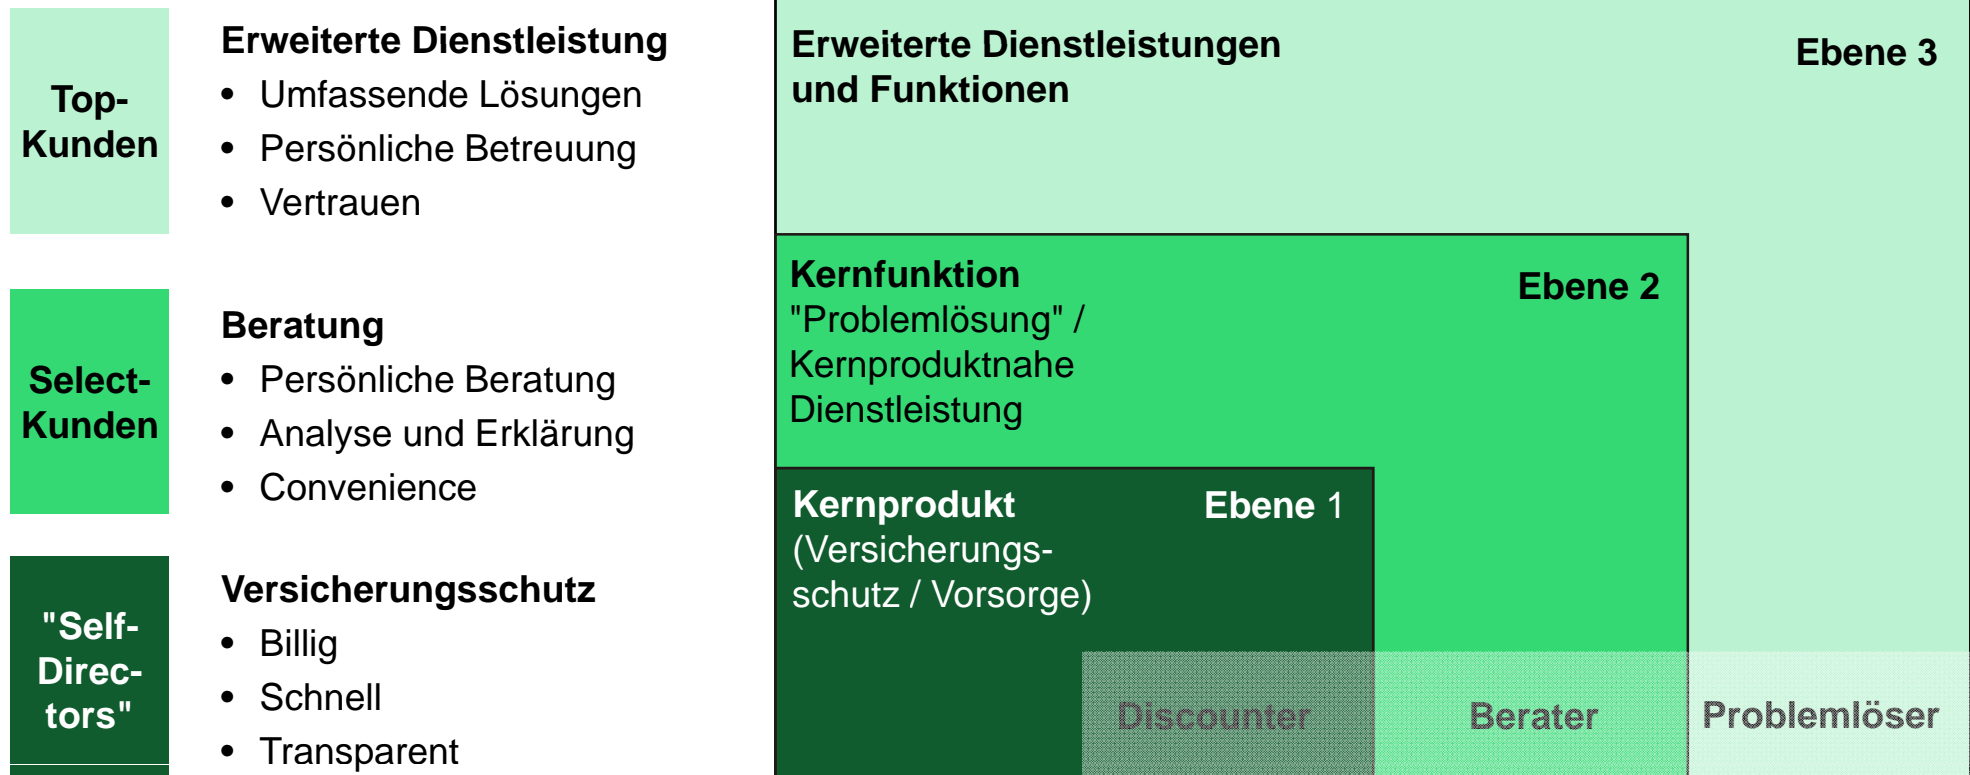 Top-
Kunden
Erweiterte Dienstleistung
• Umfassende Lösungen
• Persönliche Betreuung
• Vertrauen
Select-
Kunden
Beratung
• Persönliche Beratung
• Analyse und Erklärung
• Convenience
"Self-
Direc-
tors"
Versicherungsschutz
• Billig
• Schnell
• Transparent
Erweiterte Dienstleistungen
und Funktionen
Ebene 3
Kernfunktion
"Problemlösung" /
Kernproduktnahe
Dienstleistung
Ebene 2
Kernprodukt
(Versicherungs-
schutz / Vorsorge)
Ebene 1
Discounter
Berater
Problemlöser